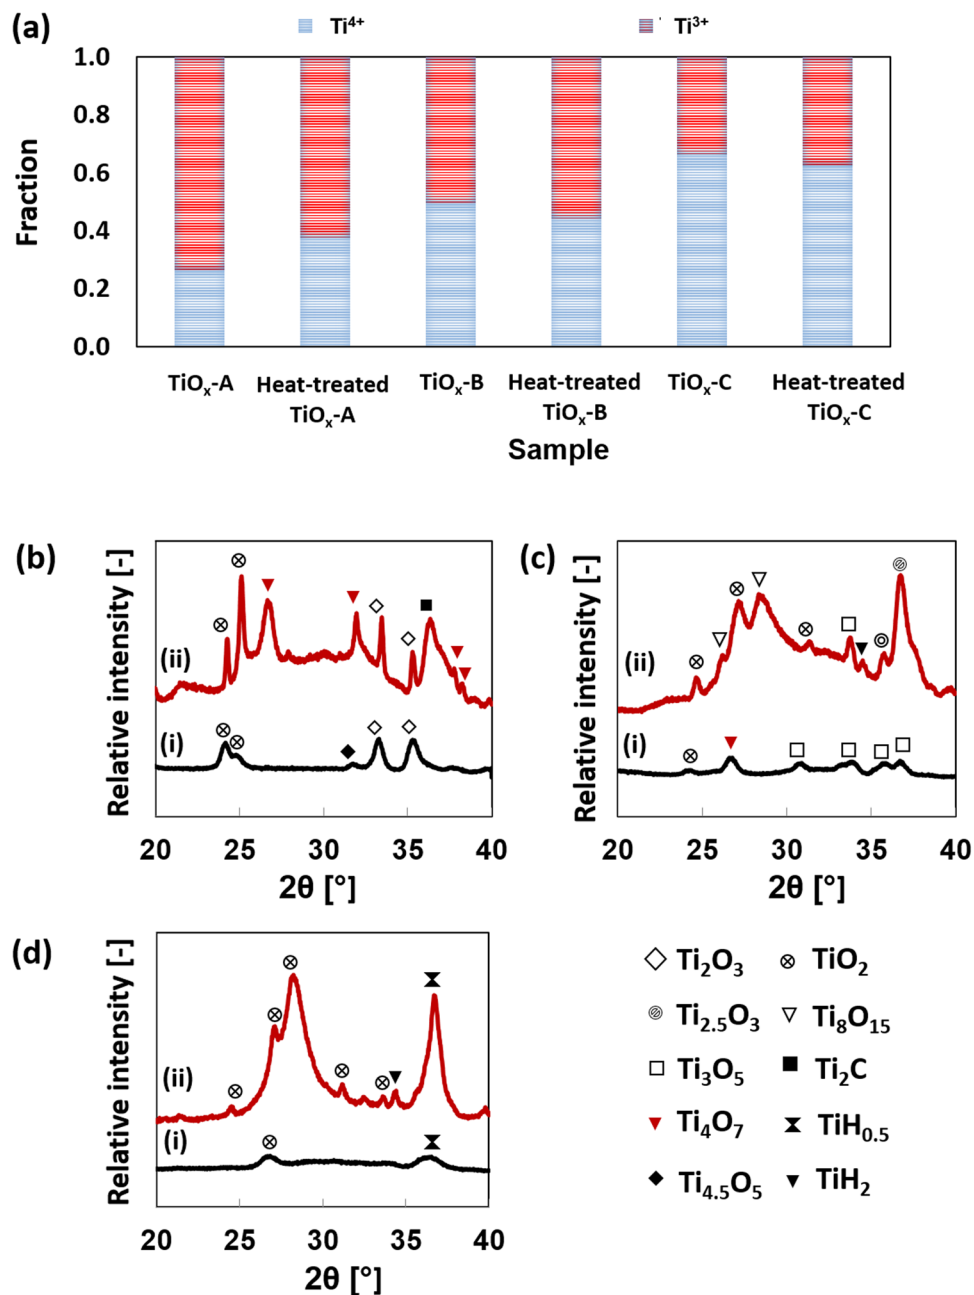 (a)
Ti4+ Ti3+
1.0
0.8
0.6
0.4
0.2
0.0
Fraction
TiOx-A Heat-treated TiOx-B Heat-treated TiOx-C Heat-treated
TiOx-A TiOx-B TiOx-C
Sample
(b)
Relative intensity [-]
(ii)
(i)
20 25 30 35 40
2θ [°]
(c)
Relative intensity [-]
(ii)
(i)
20 25 30 35 40
2θ [°]
(d)
Relative intensity [-]
(ii)
(i)
20 25 30 35 40
2θ [°]
Ti2O3 TiO2
Ti2.5O3 Ti8O15
Ti3O5 Ti2C
Ti4O7 TiH0.5
Ti4.5O5 TiH2